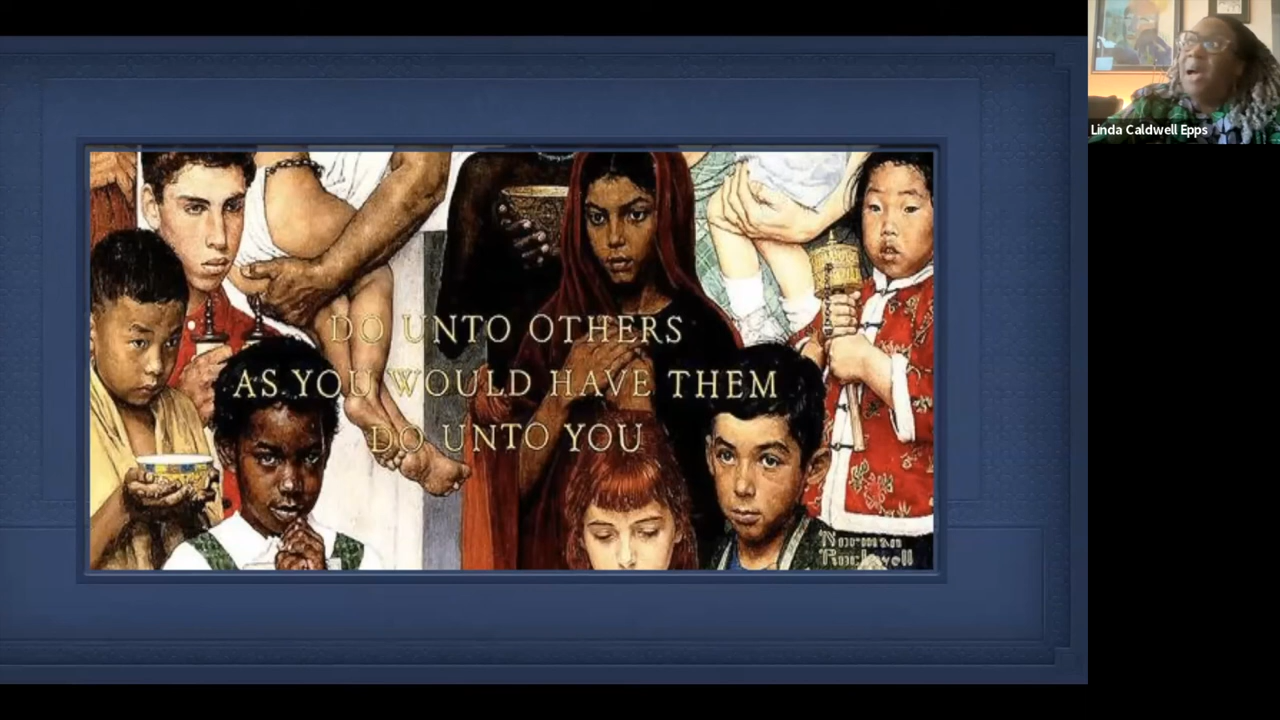 Linda Caldwell Epps
DO UNTO OTHERS
AS YOU WOULD HAVE THEM
DO UNTO YOU
Norman
Rockwell